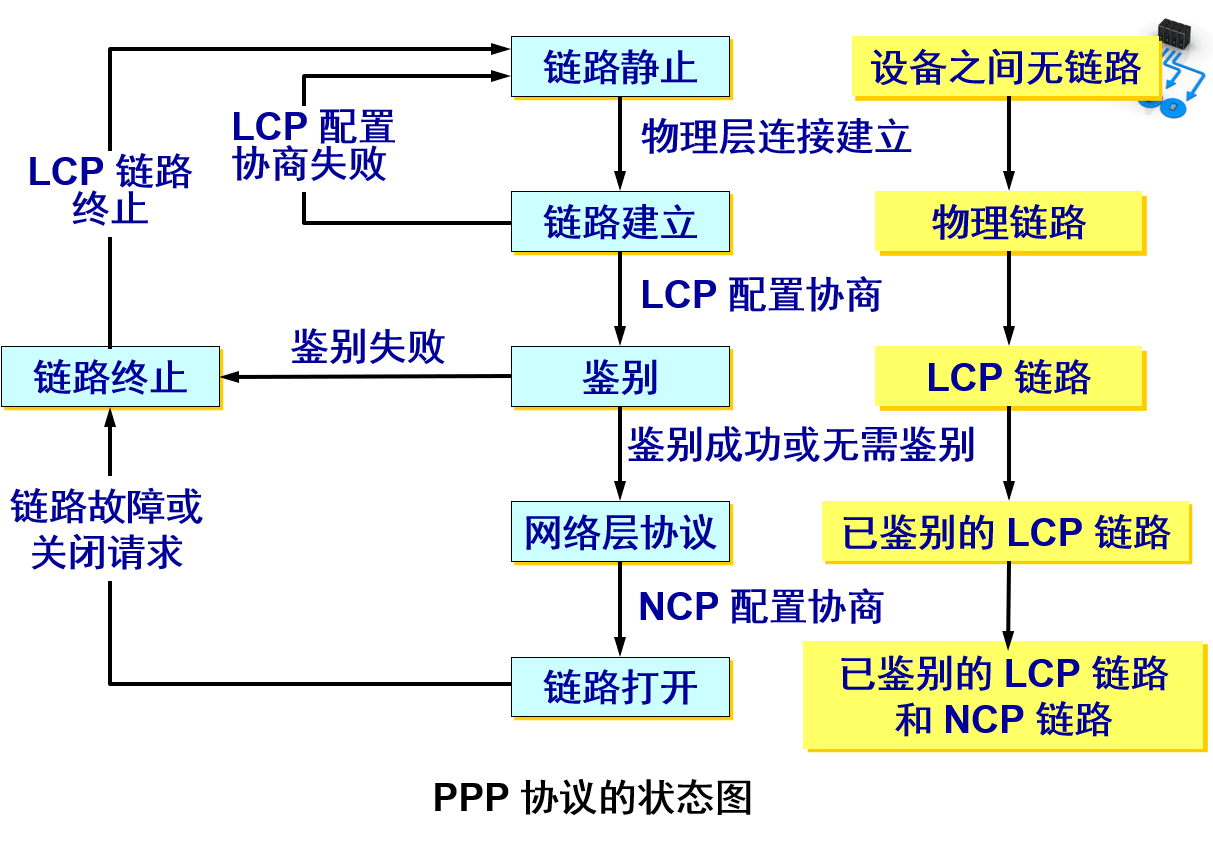 链路静止
设备之间无链路
LCP 配置
协商失败
物理层连接建立
LCP 链路
终止
链路建立
物理链路
LCP 配置协商
鉴别失败
链路终止
鉴别
LCP 链路
鉴别成功或无需鉴别
链路故障或
关闭请求
网络层协议
已鉴别的 LCP 链路
NCP 配置协商
链路打开
已鉴别的 LCP 链路
和 NCP 链路
PPP 协议的状态图